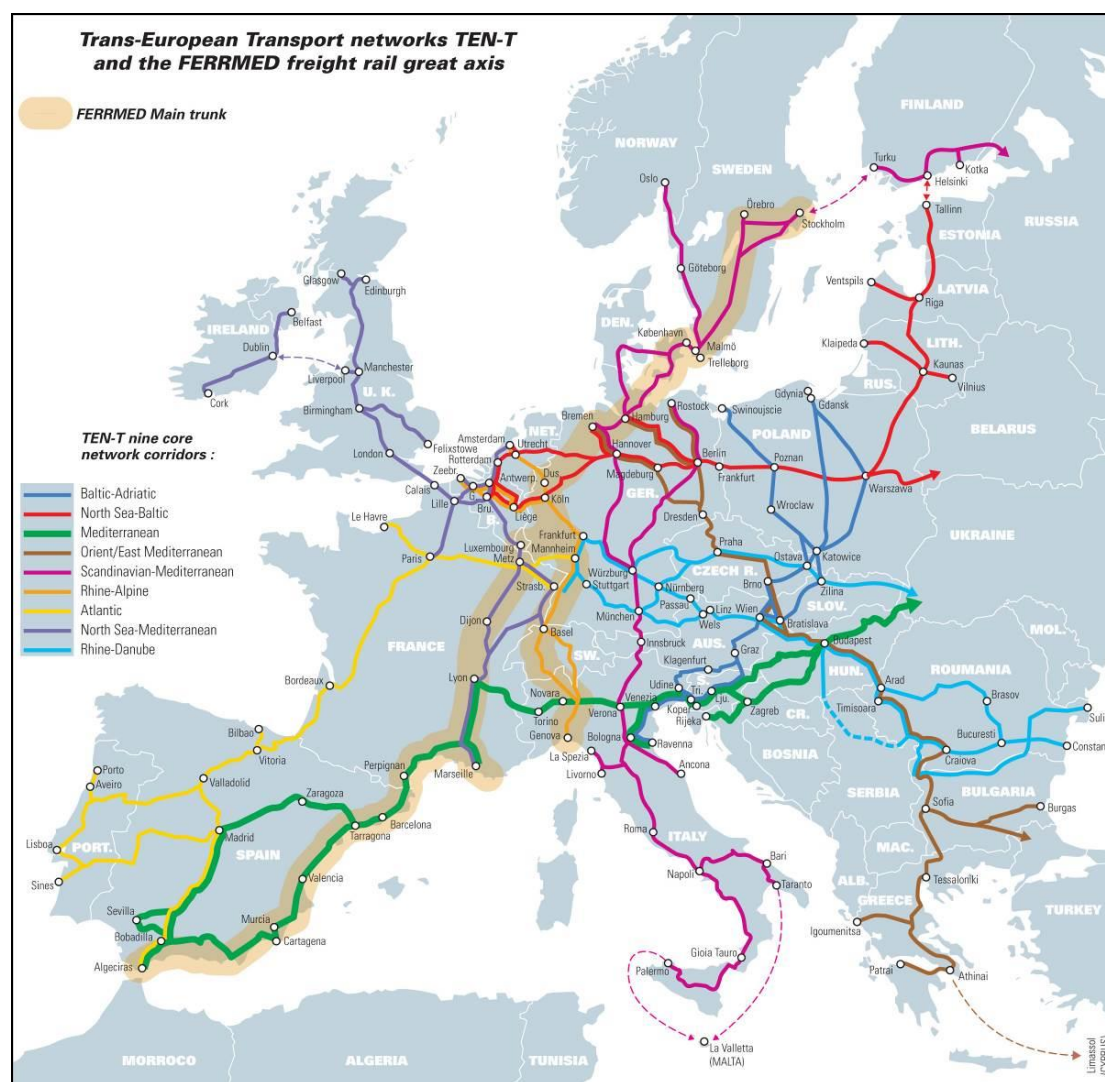 Trans-European Transport networks TEN-T
and the FERRMED freight rail great axis
FERRMED Main trunk
FINLAND
NORWAY
SWEDEN
Turku
Kotka
Helsinki
Oslo
Örebro
Stockholm
Tallinn
RUSSIA
ESTONIA
Göteborg
Ventspils
LATVIA
Riga
Glasgow
Edinburgh
Belfast
IRELAND
DEN.
København
Malmö
Trelleborg
Klaipeda
LITH.
Kaunas
Vilnius
Dublin
Liverpool
Manchester
U. K.
RUS.
Cork
Birmingham
Gdynia
Gdansk
Rostock
Swinoujscie
Bremen
Hamburg
BELARUS
NET.
POLAND
TEN-T nine core
network corridors :
Felixstowe
London
Amsterdam
Utrecht
Rotterdam
Hannover
Berlin
Poznan
Zeebr.
Antwerp.
Dus.
Magdeburg
Frankfurt
Warszawa
Calais
G.
GER.
Baltic-Adriatic
North Sea-Baltic
Mediterranean
Orient/East Mediterranean
Scandinavian-Mediterranean
Rhine-Alpine
Atlantic
North Sea-Mediterranean
Rhine-Danube
Lille
Bru.
B.
Liège
Köln
Dresden
Wroclaw
Le Havre
Frankfurt
UKRAINE
Luxembourg
Mannheim
Praha
Ostava
Katowice
Paris
Metz
Würzburg
CZECH R.
Strasb.
Stuttgart
Nürnberg
Brno
Zilina
Passau
Linz
Wien
SLOV.
Dijon
München
Wels
Bratislava
FRANCE
Basel
Innsbruck
AUS.
Budapest
MOL.
SW.
Klagenfurt
Graz
HUN.
ROUMANIA
Lyon
Novara
Udine
S.
Arad
Brasov
Bordeaux
Venezia
Tri.
Lju.
Timisoara
Torino
Verona
Koper
Zagreb
Rijeka
CR.
Suli
Bilbao
Genova
Bologna
Ravenna
Bucuresti
Constan
Vitoria
La Spezia
BOSNIA
Craiova
Porto
Aveiro
Perpignan
Marseille
Livorno
Ancona
Valladolid
SERBIA
BULGARIA
Zaragoza
Sofia
Burgas
Barcelona
Tarragona
Madrid
Roma
ITALY
Lisboa
PORT.
SPAIN
MAC.
Bari
Valencia
Napoli
Taranto
ALB.
Tessaloniki
Sines
GREECE
TURKEY
Sevilla
Murcia
Igoumenitsa
Bobadilla
Cartagena
Gioia Tauro
Algeciras
Palermo
Patrai
Athinai
La Valletta
(MALTA)
MORROCO
ALGERIA
TUNISIA
Limassol
(CYPRUS)